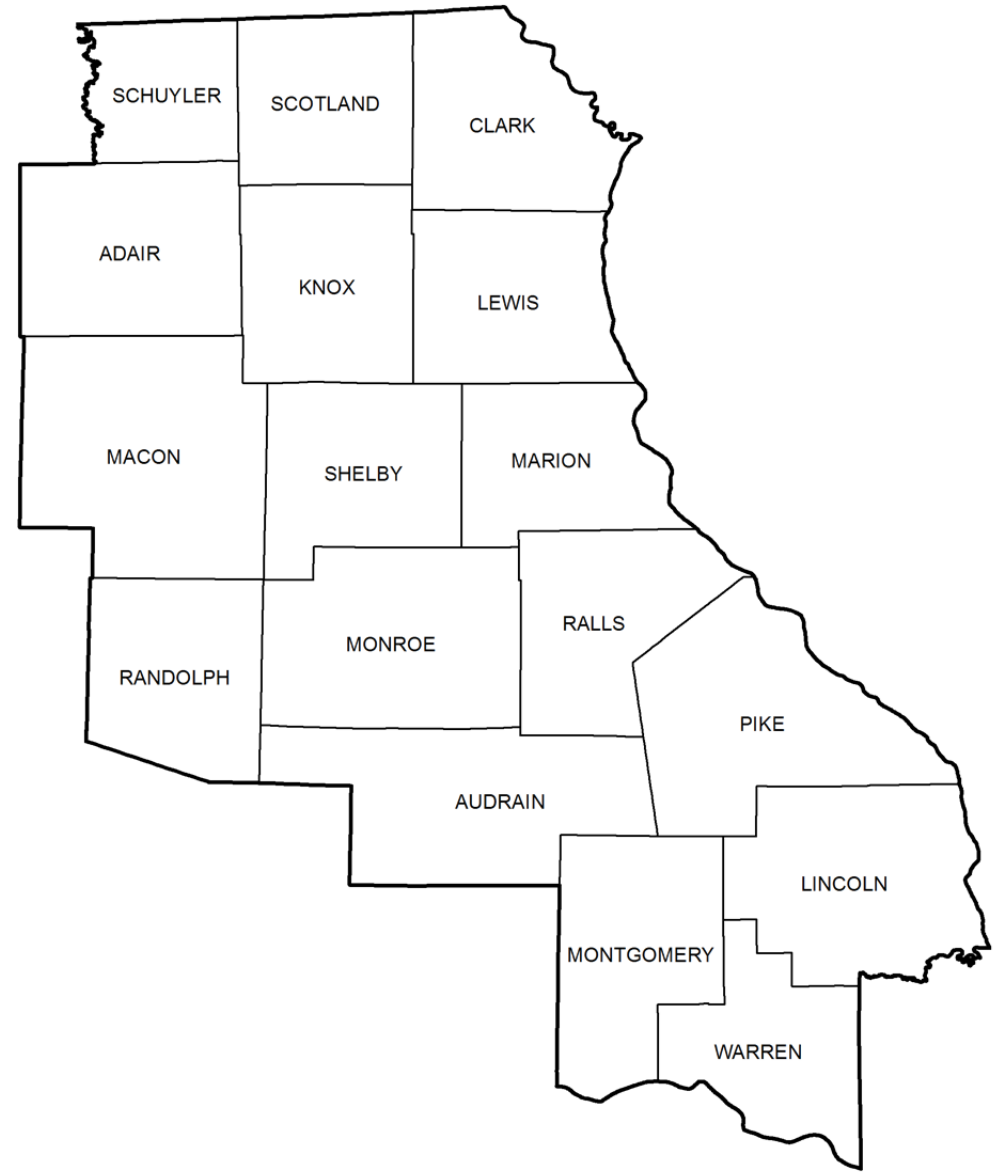 SCHUYLER
SCOTLAND
CLARK
ADAIR
KNOX
LEWIS
MACON
SHELBY
MARION
RANDOLPH
MONROE
RALLS
PIKE
AUDRAIN
LINCOLN
MONTGOMERY
WARREN